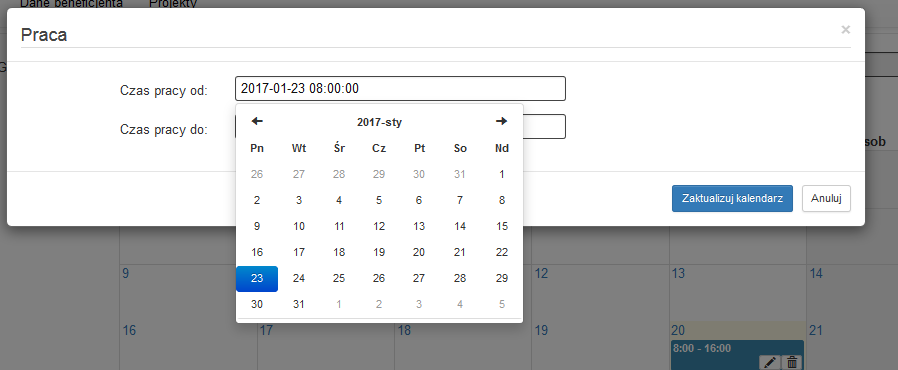 Dane beneficjenta Projekty
Praca ×
Czas pracy od: 2017-01-23 08:00:00
Czas pracy do:
2017-sty
Pn Wt Śr Cz Pt So Nd
26 27 28 29 30 31 1
2 3 4 5 6 7 8
9 10 11 12 13 14 15
16 17 18 19 20 21 22
23 24 25 26 27 28 29
30 31 1 2 3 4 5
Zaktualizuj kalendarz Anuluj
sob
9 12 13 14
16 17 18 19 20 21
8:00 - 16:00